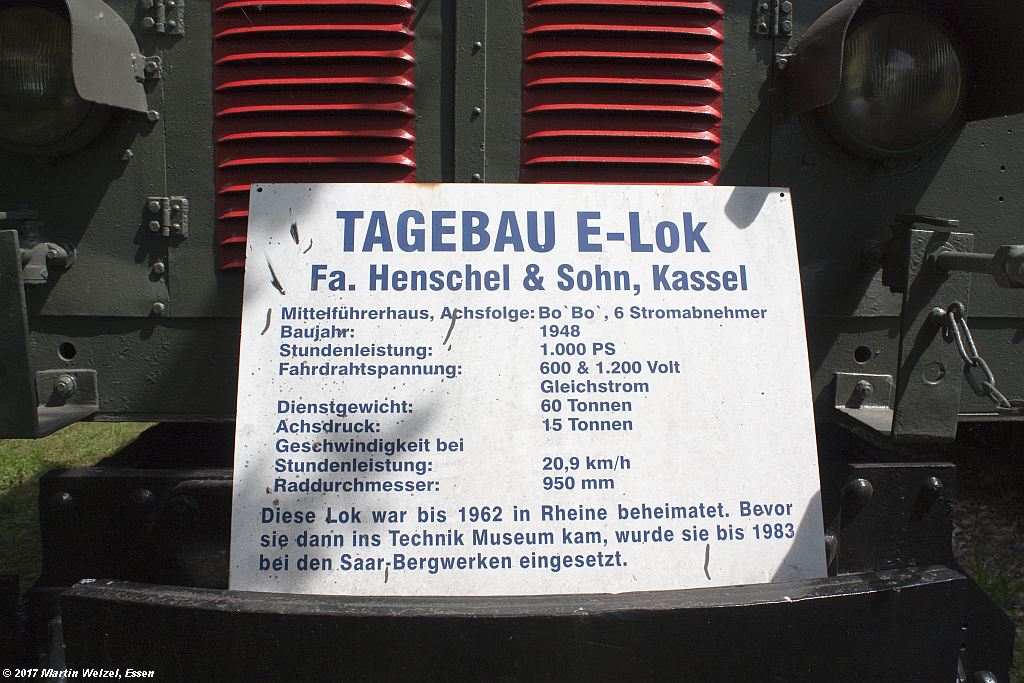 TAGEBAU E-Lok
Fa. Henschel & Sohn, Kassel
Mittelführerhaus, Achsfolge: Bo`Bo`, 6 Stromabnehmer
Baujahr: 1948
Stundenleistung: 1.000 PS
Fahrdrahtspannung: 600 & 1.200 Volt
Gleichstrom
Dienstgewicht: 60 Tonnen
Achsdruck: 15 Tonnen
Geschwindigkeit bei
Stundenleistung: 20,9 km/h
Raddurchmesser: 950 mm
Diese Lok war bis 1962 in Rheine beheimatet. Bevor
sie dann ins Technik Museum kam, wurde sie bis 1983
bei den Saar-Bergwerken eingesetzt.
© 2017 Martin Welzel, Essen